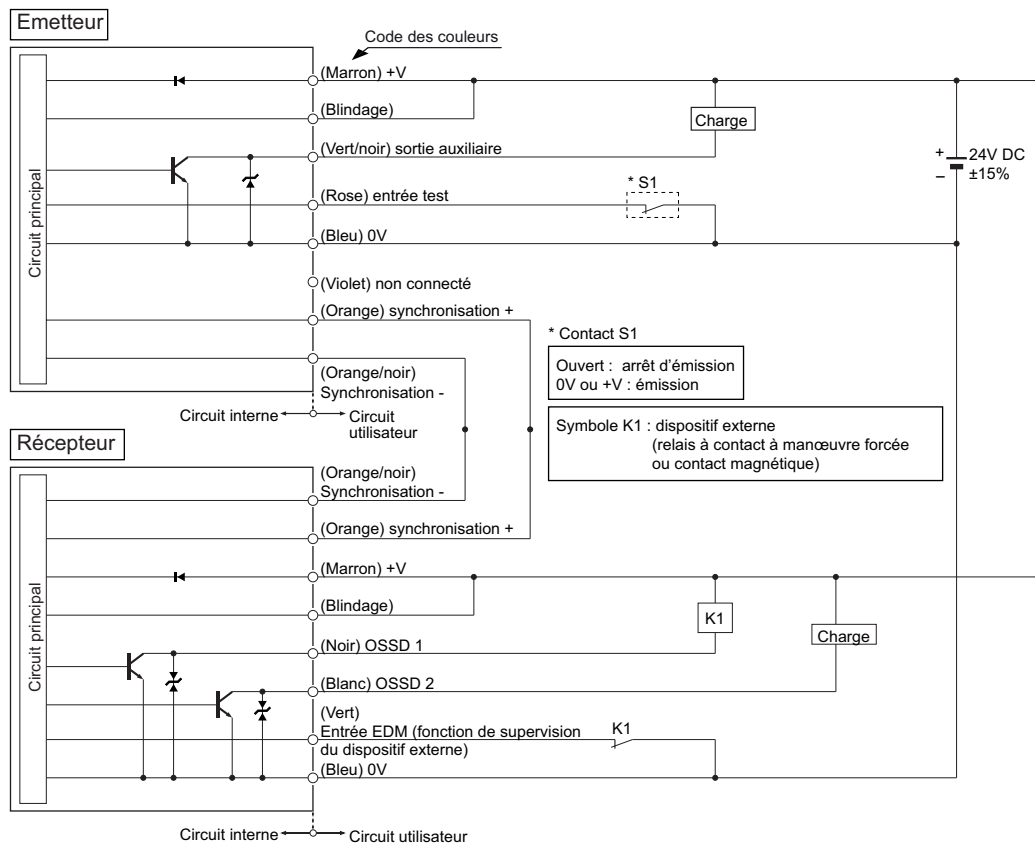 Emetteur
Code des couleurs
Circuit principal
(Marron) +V
(Blindage)
Charge
(Vert/noir) sortie auxiliaire
+
–
24V DC
±15%
* S1
(Rose) entrée test
(Bleu) 0V
(Violet) non connecté
(Orange) synchronisation +
* Contact S1
Ouvert : arrêt d’émission
0V ou +V : émission
(Orange/noir)
Synchronisation -
Circuit interne
Circuit
utilisateur
Symbole K1 : dispositif externe
(relais à contact à manœuvre forcée
ou contact magnétique)
Récepteur
Circuit principal
(Orange/noir)
Synchronisation -
(Orange) synchronisation +
(Marron) +V
(Blindage)
K1
Charge
(Noir) OSSD 1
(Blanc) OSSD 2
(Vert)
Entrée EDM (fonction de supervision
du dispositif externe)
K1
(Bleu) 0V
Circuit interne
Circuit utilisateur